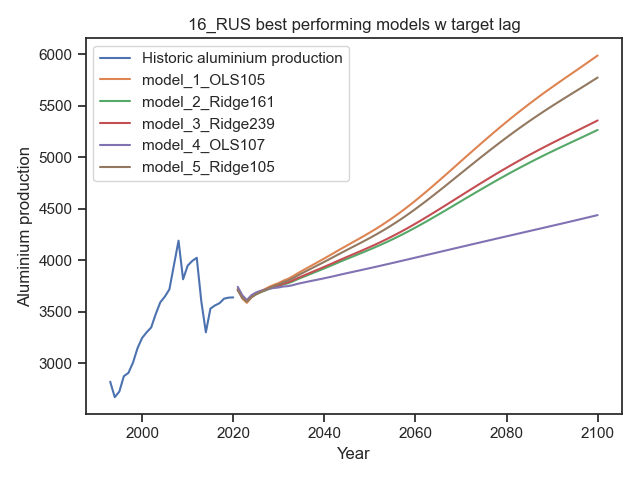 16_RUS best performing models w target lag
Historic aluminium production
model_1_OLS105
model_2_Ridge161
model_3_Ridge239
model_4_OLS107
model_5_Ridge105
Aluminium production
6000
5500
5000
4500
4000
3500
3000
2000 2020 2040 2060 2080 2100
Year